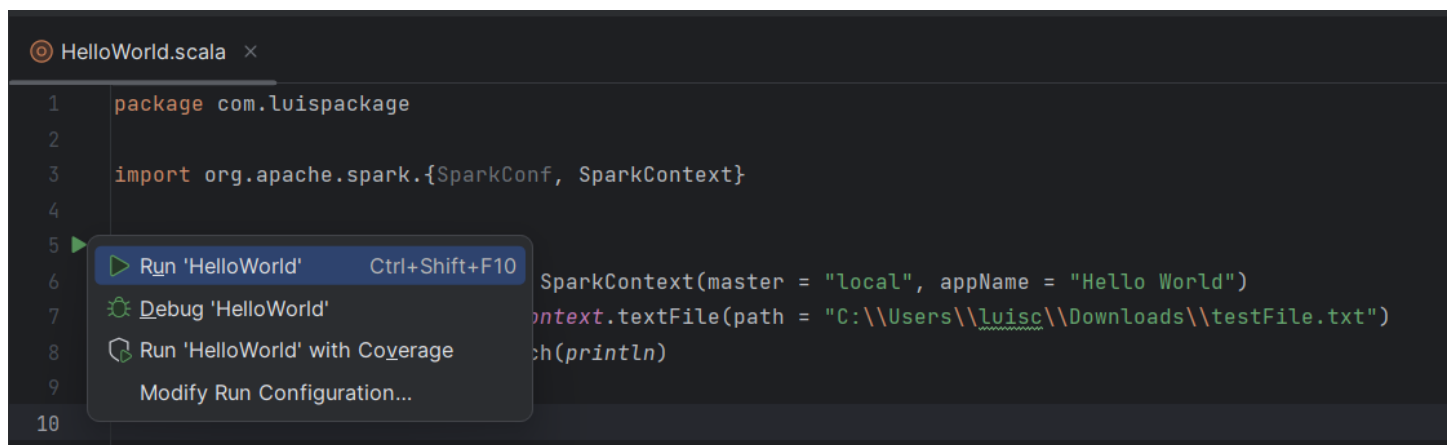 HelloWorld.scala
1 package com.luispackage
2
3 import org.apache.spark.{SparkConf, SparkContext}
4
5
Run 'HelloWorld' Ctrl+Shift+F10
6 SparkContext(master = "local", appName = "Hello World")
Debug 'HelloWorld'
7 ontext.textFile(path = "C:\\Users\\luisc\\Downloads\\testFile.txt")
Run 'HelloWorld' with Coverage
8 ch(println)
9
Modify Run Configuration...
10